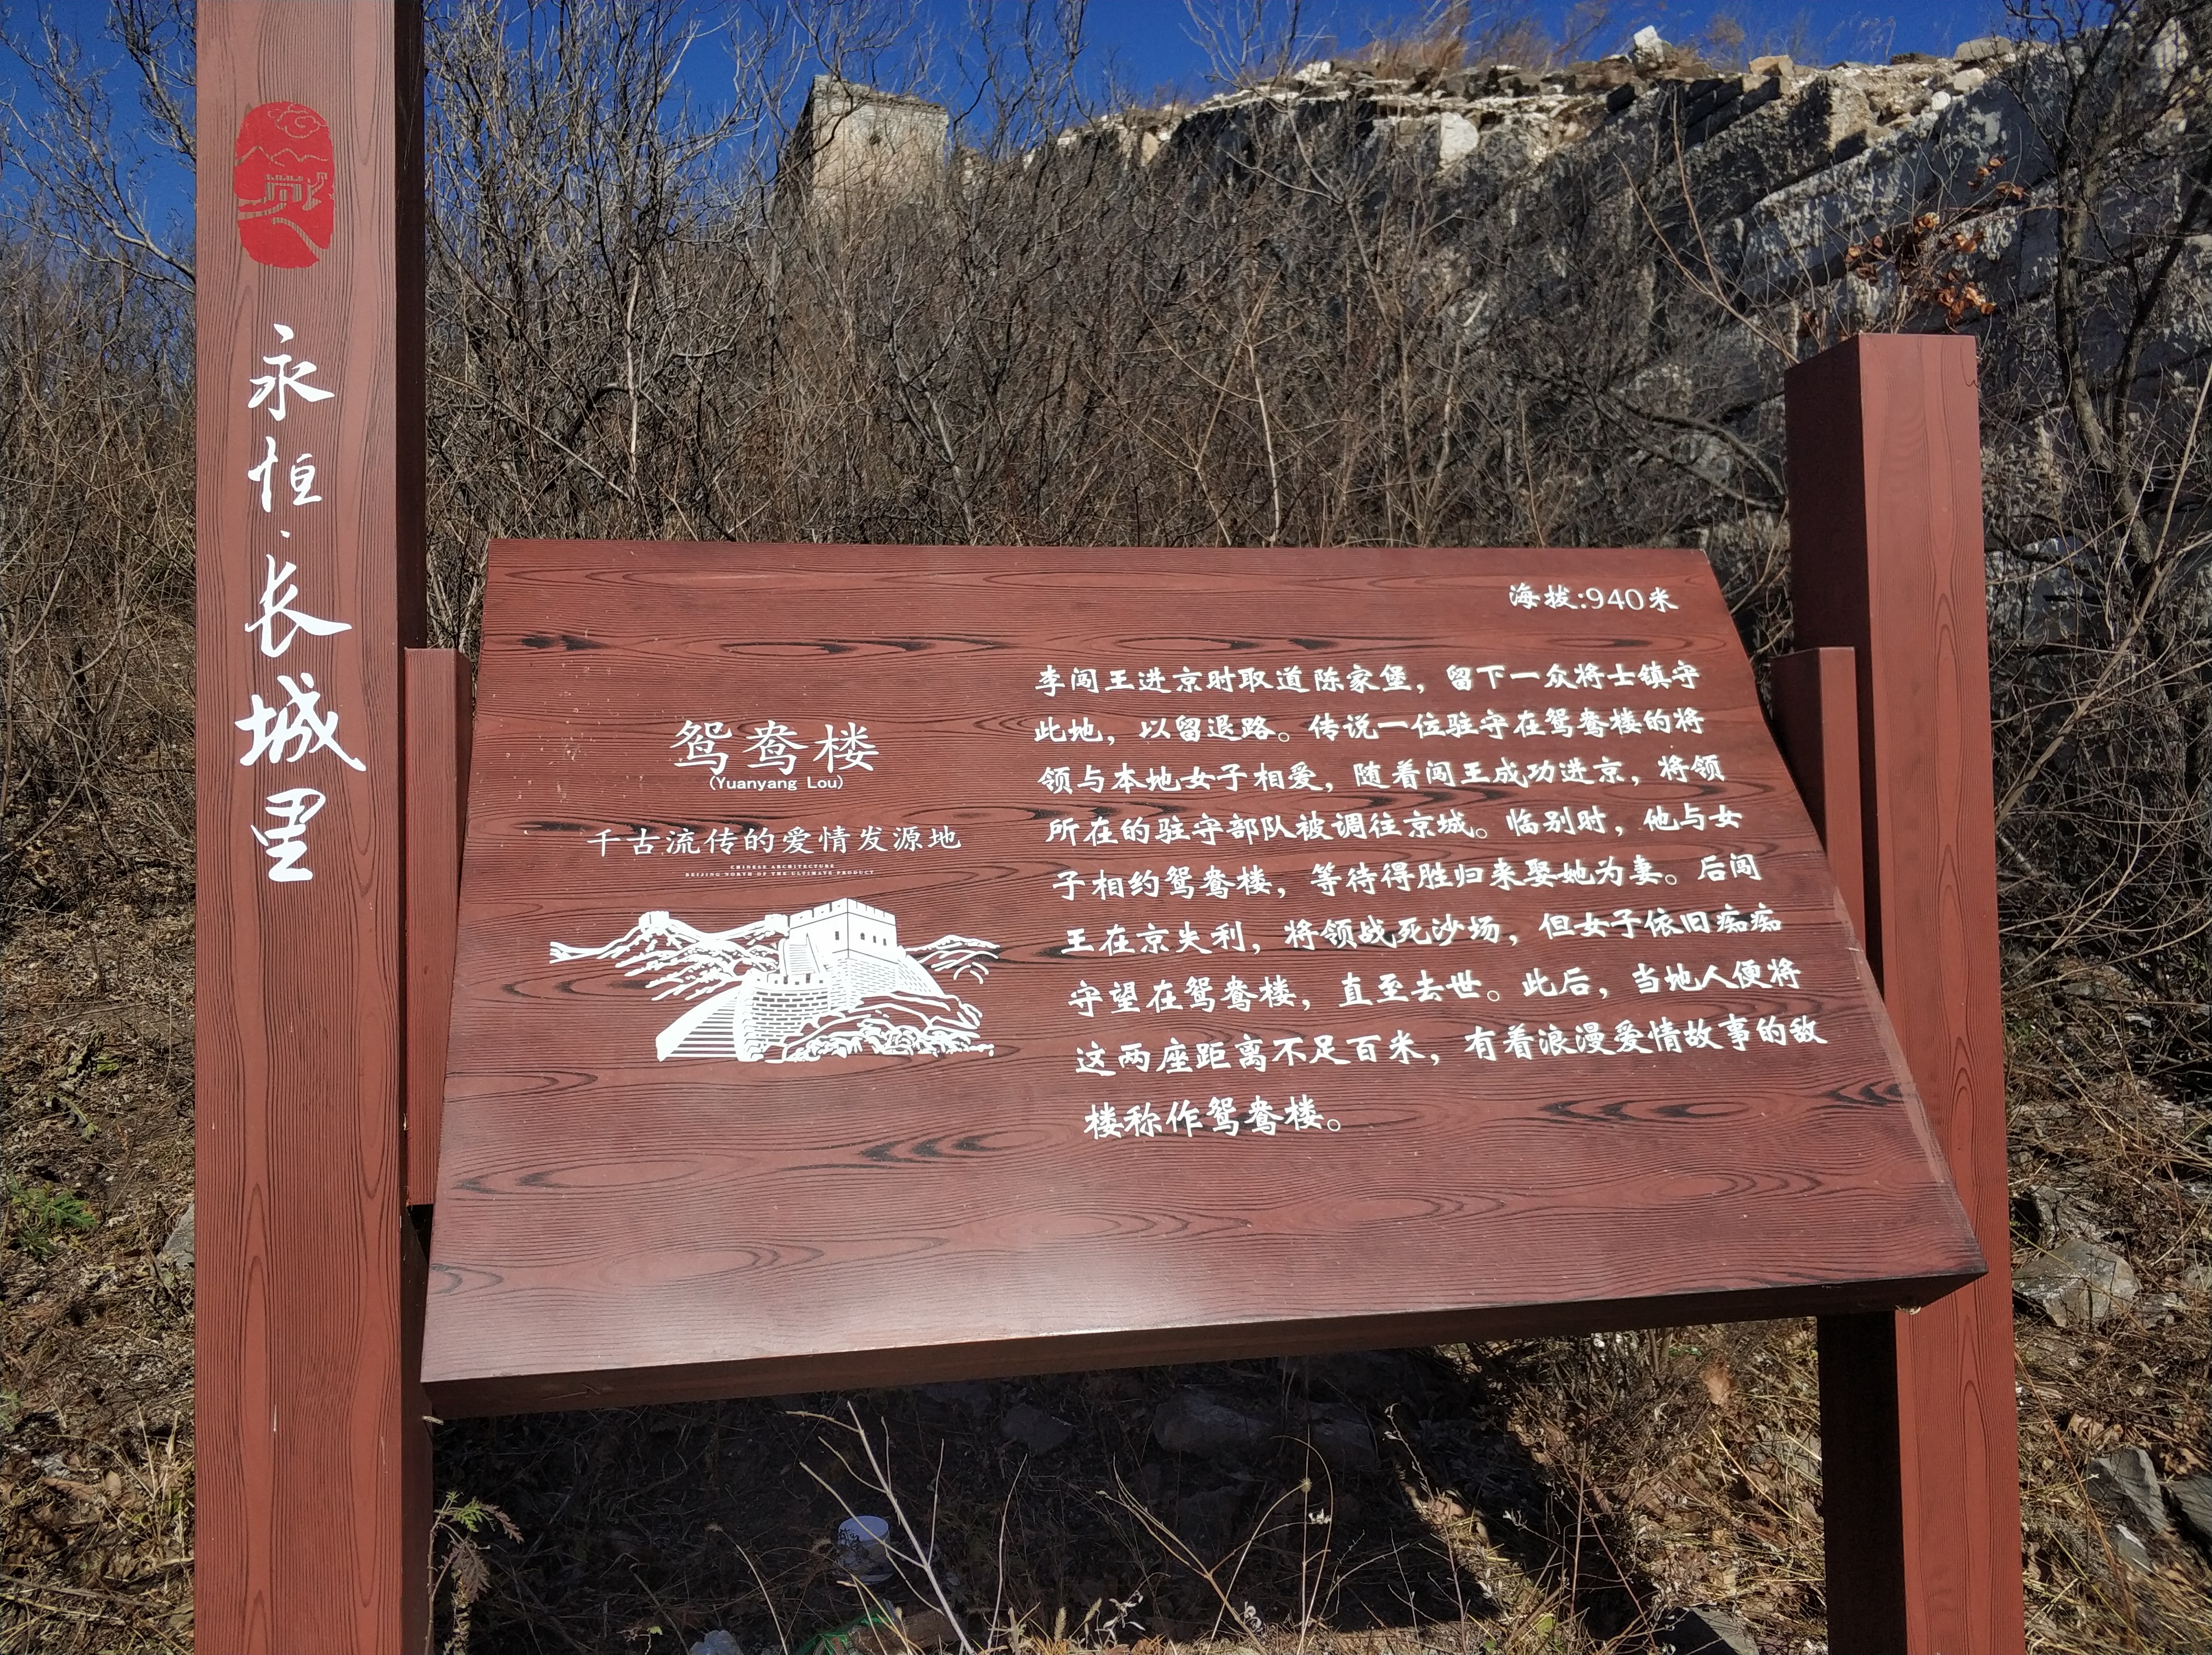 永恒·长城里
海拔:940米
鸳鸯楼
(Yuanyang Lou)
千古流传的爱情发源地
CHINESE ARCHITECTURE
BEIJING NORTH OF THE ULTIMATE PRODUCT
李闯王进京时取道陈家堡，留下一众将士镇守
此地，以留退路。传说一位驻守在鸳鸯楼的将
领与本地女子相爱，随着闯王成功进京，将领
所在的驻守部队被调往京城。临别时，他与女
子相约鸳鸯楼，等待得胜归来娶她为妻。后闯
王在京失利，将领战死沙场，但女子依旧痴痴
守望在鸳鸯楼，直至去世。此后，当地人便将
这两座距离不足百米，有着浪漫爱情故事的敌
楼称作鸳鸯楼。